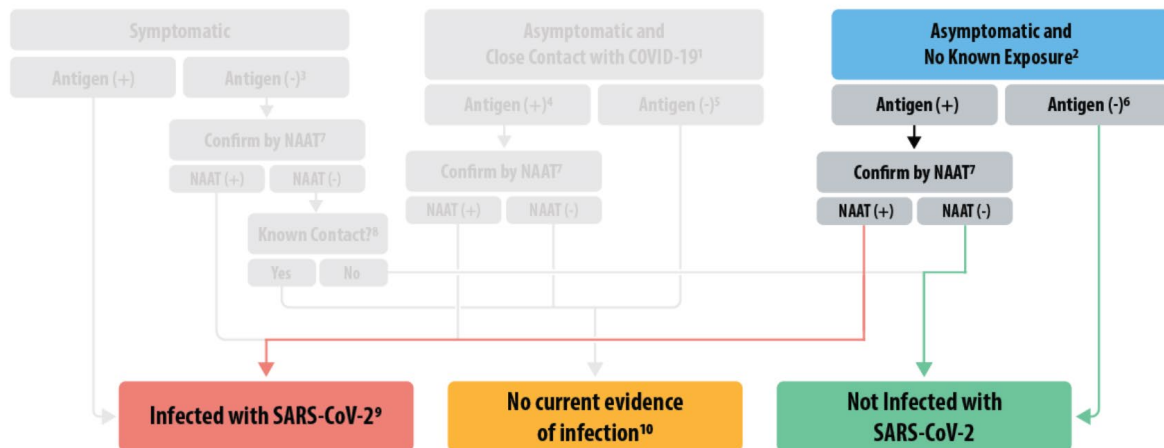 Symptomatic
Antigen (+)
Antigen (-)³
Confirm by NAAT⁷
NAAT (+)
NAAT (-)
Known Contact?⁸
Yes
No
Asymptomatic and
Close Contact with COVID-19¹
Antigen (+)⁴
Antigen (-)⁵
Confirm by NAAT⁷
NAAT (+)
NAAT (-)
Asymptomatic and
No Known Exposure²
Antigen (+)
Antigen (-)⁶
Confirm by NAAT⁷
NAAT (+)
NAAT (-)
Infected with SARS-CoV-2⁹
No current evidence
of infection¹⁰
Not Infected with
SARS-CoV-2